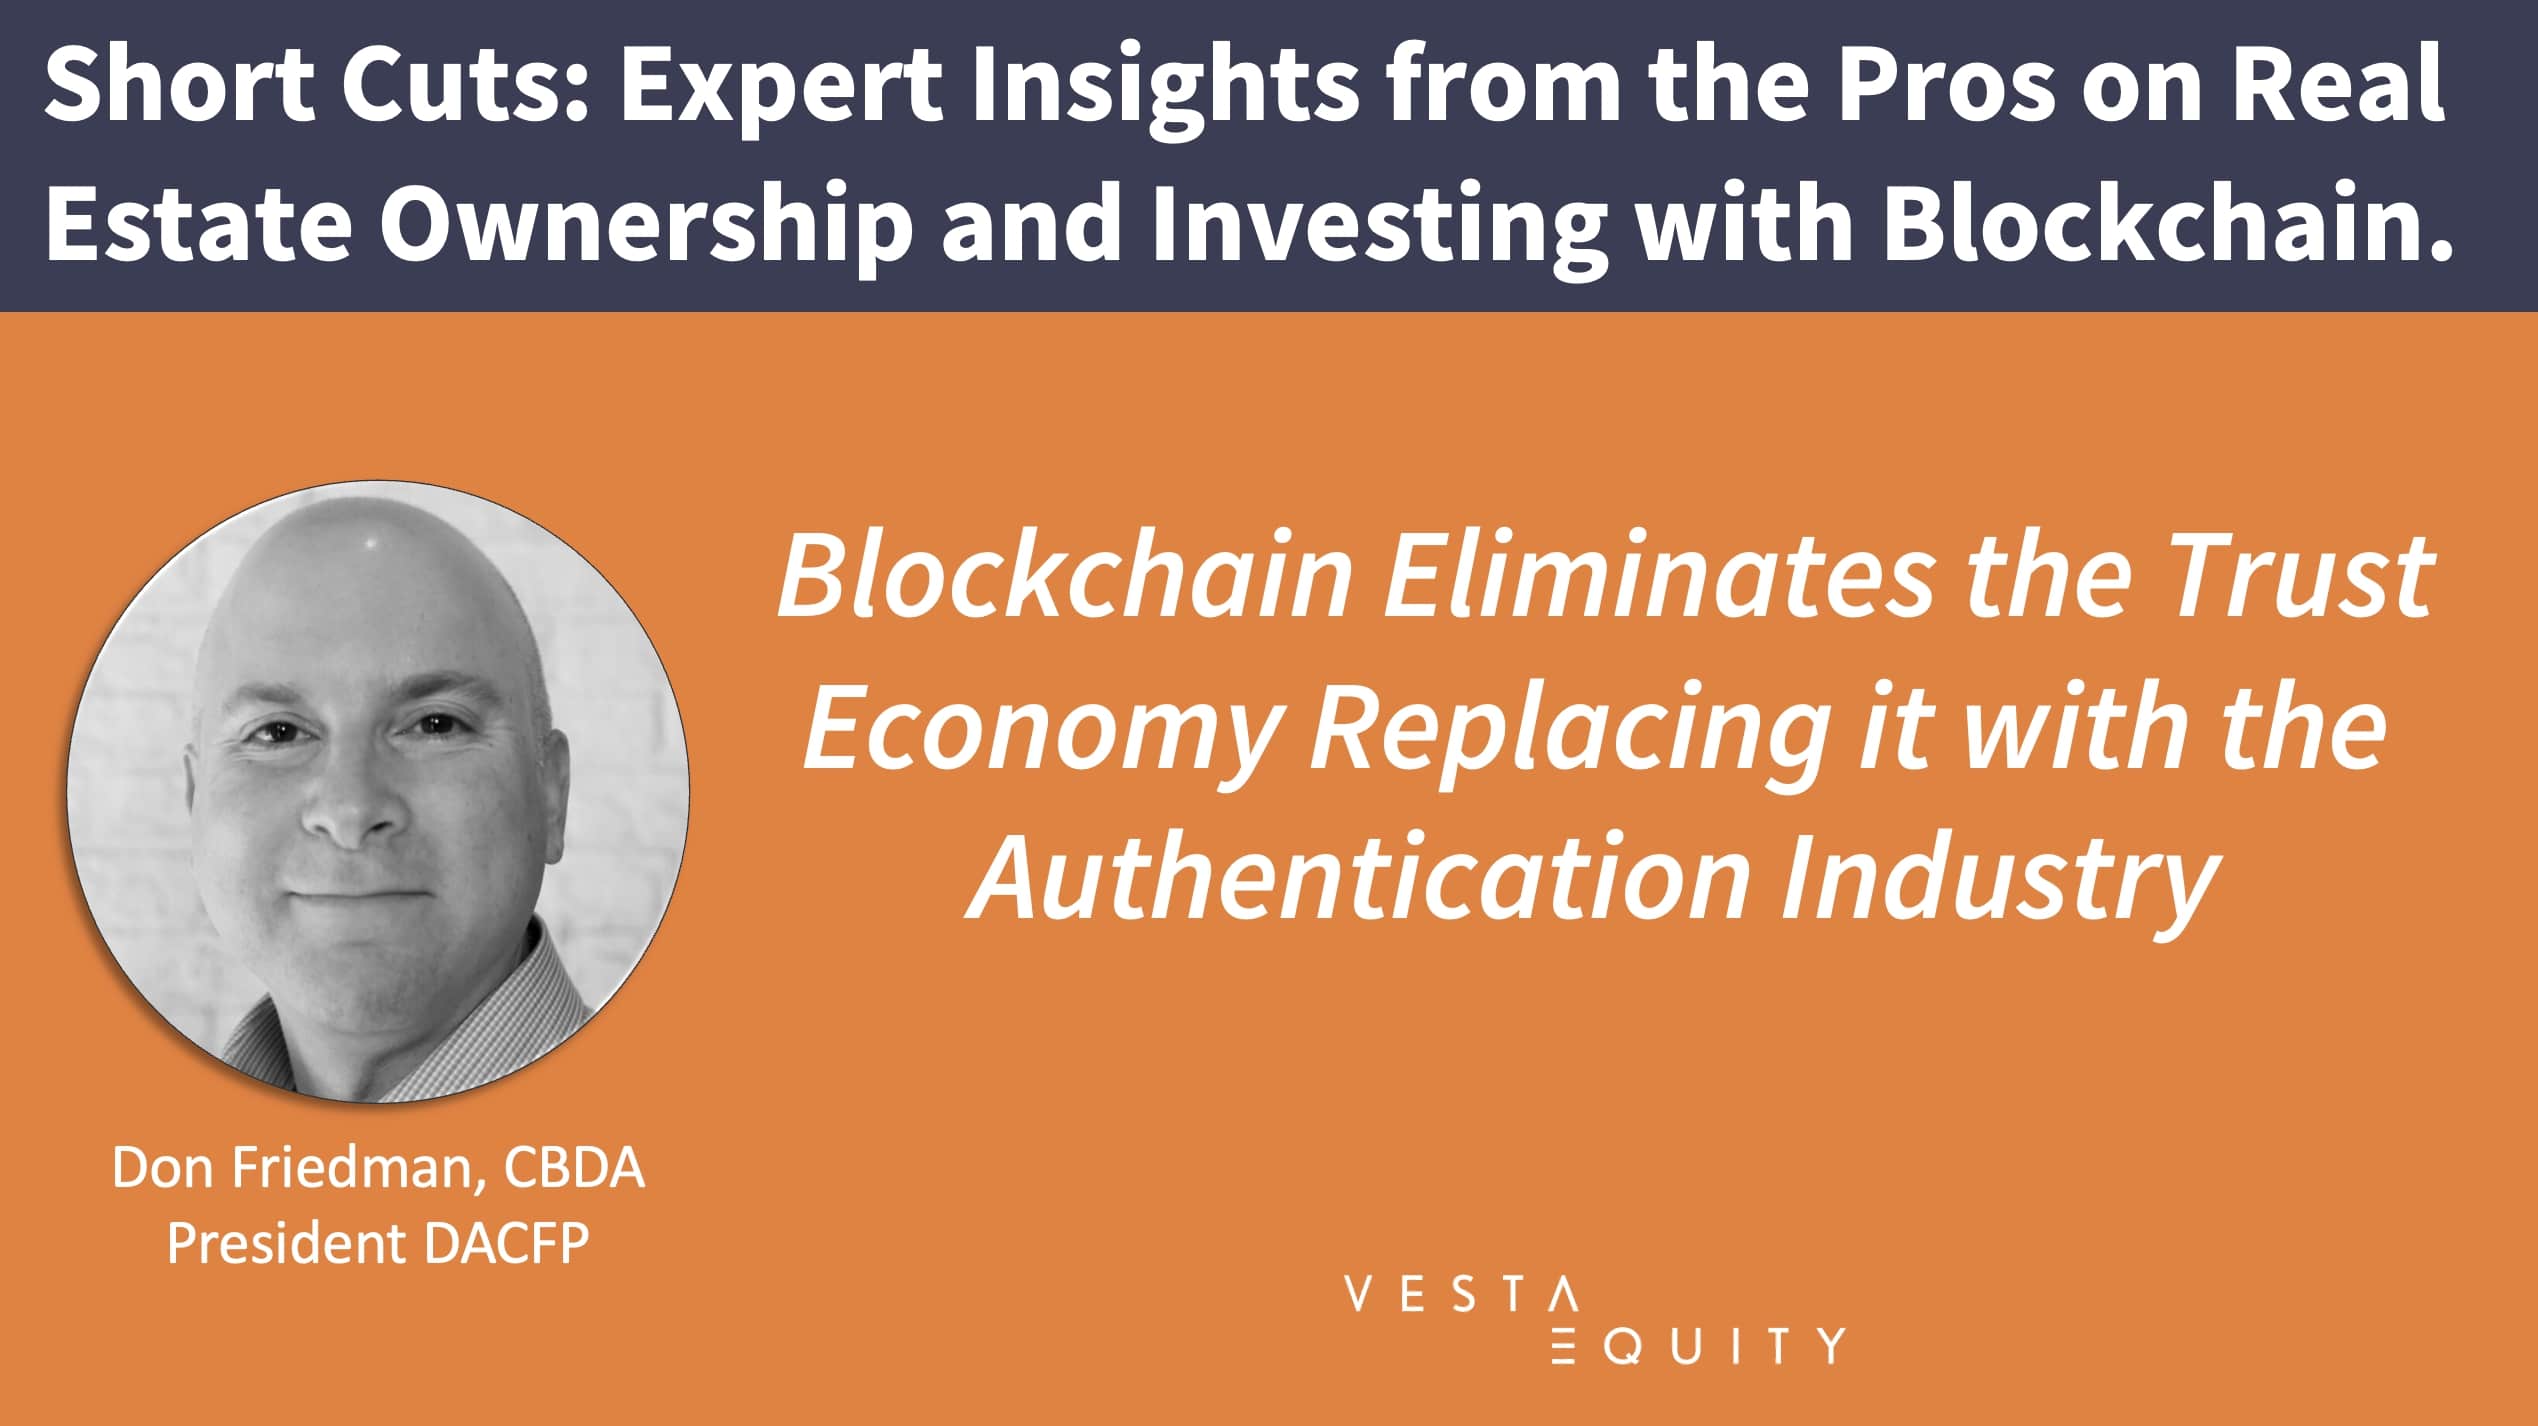 Short Cuts: Expert Insights from the Pros on Real
Estate Ownership and Investing with Blockchain.
Blockchain Eliminates the Trust
Economy Replacing it with the
Authentication Industry
Don Friedman, CBDA
President DACFP
VESTA
EQUITY